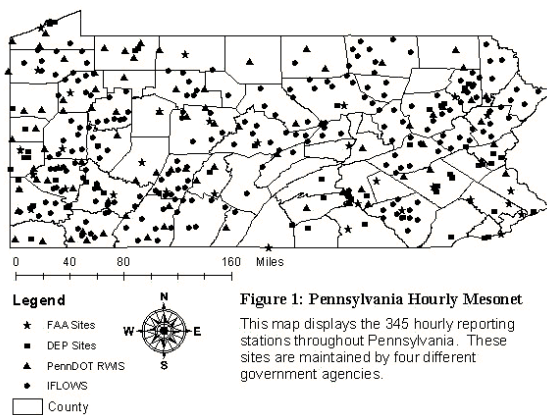 0 40 80 160 Miles
Legend
FAA Sites
DEP Sites
PennDOT RWIS
IFLOWS
County
N
W E
S
Figure 1: Pennsylvania Hourly Mesonet
This map displays the 345 hourly reporting
stations throughout Pennsylvania. These
sites are maintained by four different
government agencies.